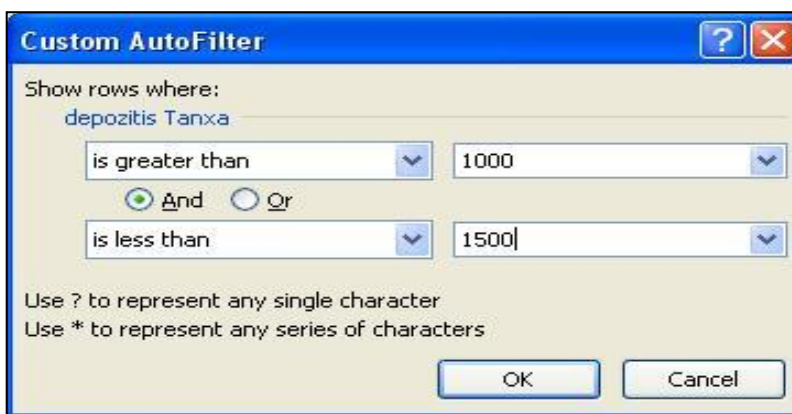 Custom AutoFilter
Show rows where:
depozitis Tanxa
is greater than 1000
And Or
is less than 1500
Use ? to represent any single character
Use * to represent any series of characters
OK Cancel